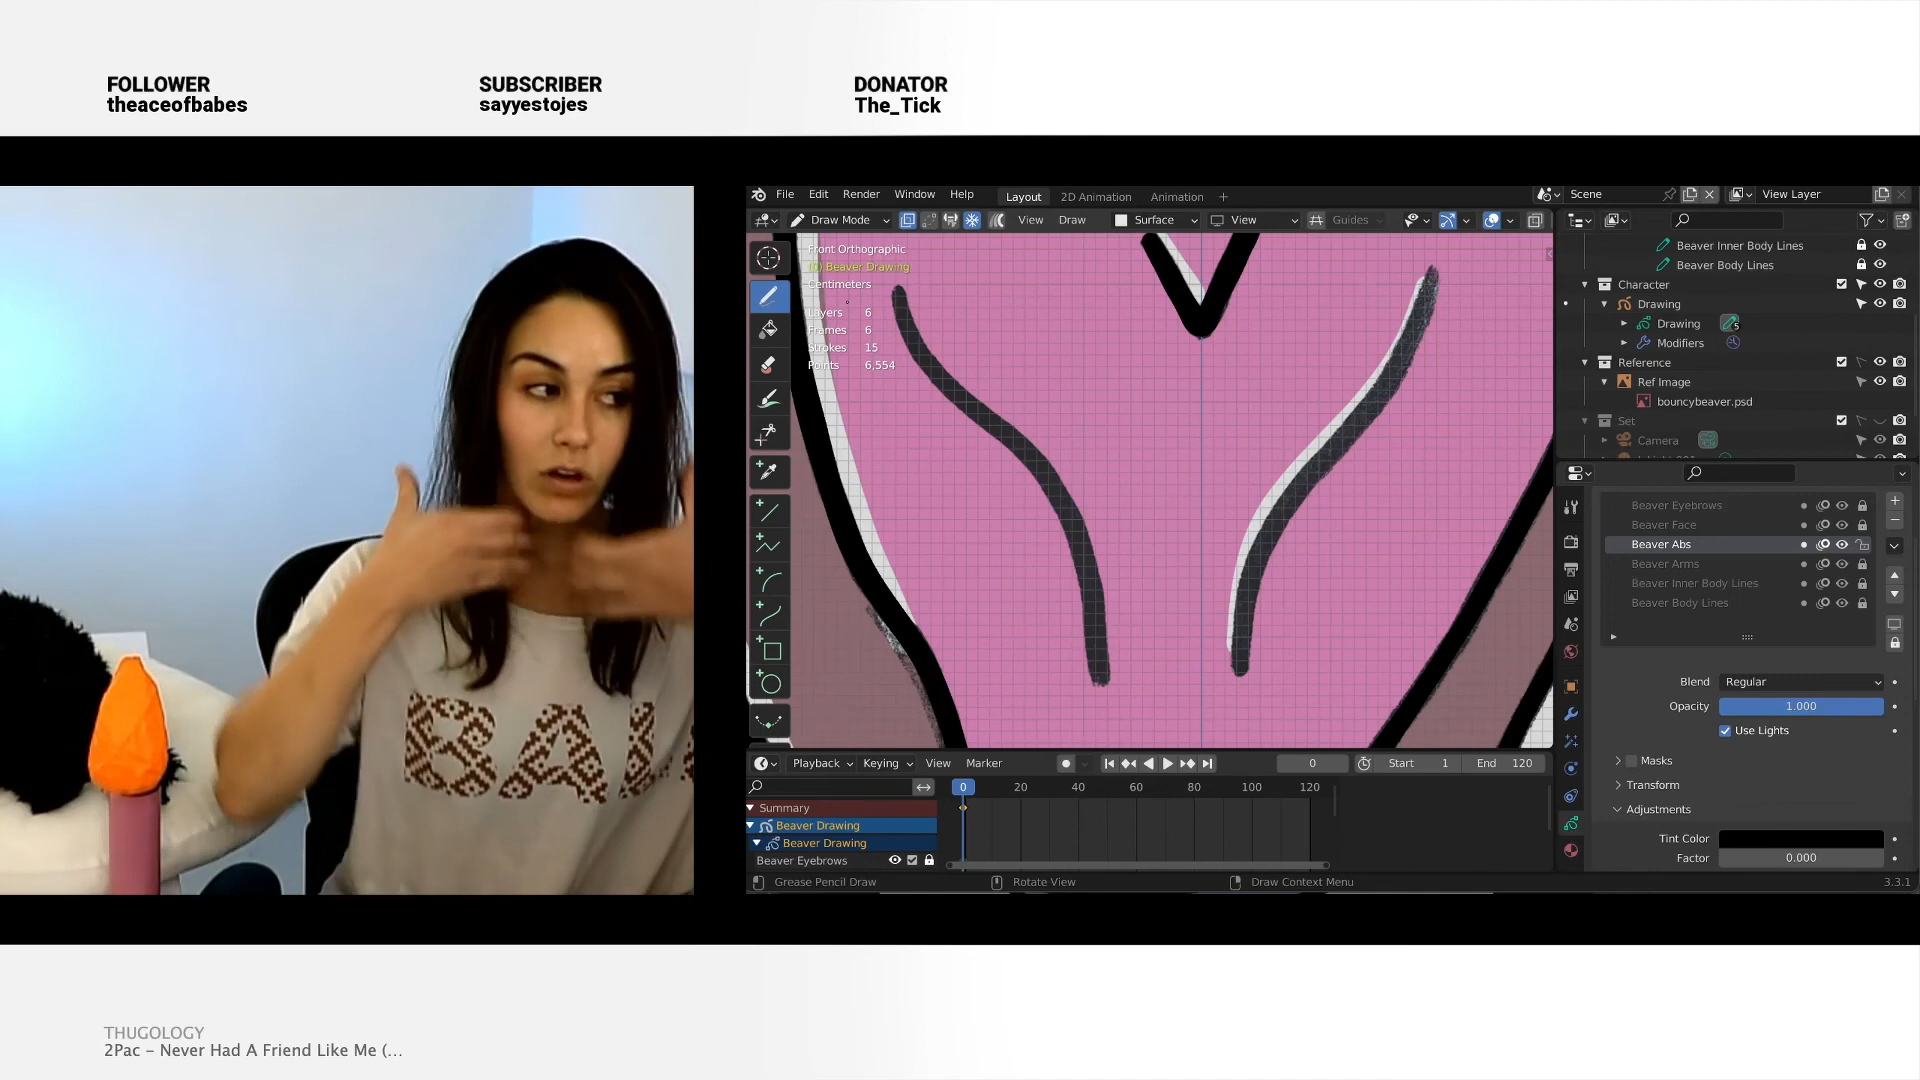 FOLLOWER
theaceofbabes
SUBSCRIBER
sayyestojes
DONATOR
The_Tick
File Edit Render Window Help
Layout 2D Animation Animation
Scene
View Layer
Draw Mode
View Draw
Surface
View
Guides
Front Orthographic
Beaver Drawing
Centimeters
Layers 6
Frames 6
Strokes 15
Points 6,554
Beaver Inner Body Lines
Beaver Body Lines
Character
Drawing
Drawing
5
Modifiers
Reference
Ref Image
bouncybeaver.psd
Set
Camera
Beaver Eyebrows
Beaver Face
Beaver Abs
Beaver Arms
Beaver Inner Body Lines
Beaver Body Lines
Blend Regular
Opacity 1.000
Use Lights
Masks
Transform
Adjustments
Tint Color
Factor 0.000
BAL
Playback Keying View Marker
0
Start 1
End 120
0 20 40 60 80 100 120
Summary
Beaver Drawing
Beaver Drawing
Beaver Eyebrows
Grease Pencil Draw
Rotate View
Draw Context Menu
3.3.1
THUGOLOGY
2Pac - Never Had A Friend Like Me (...